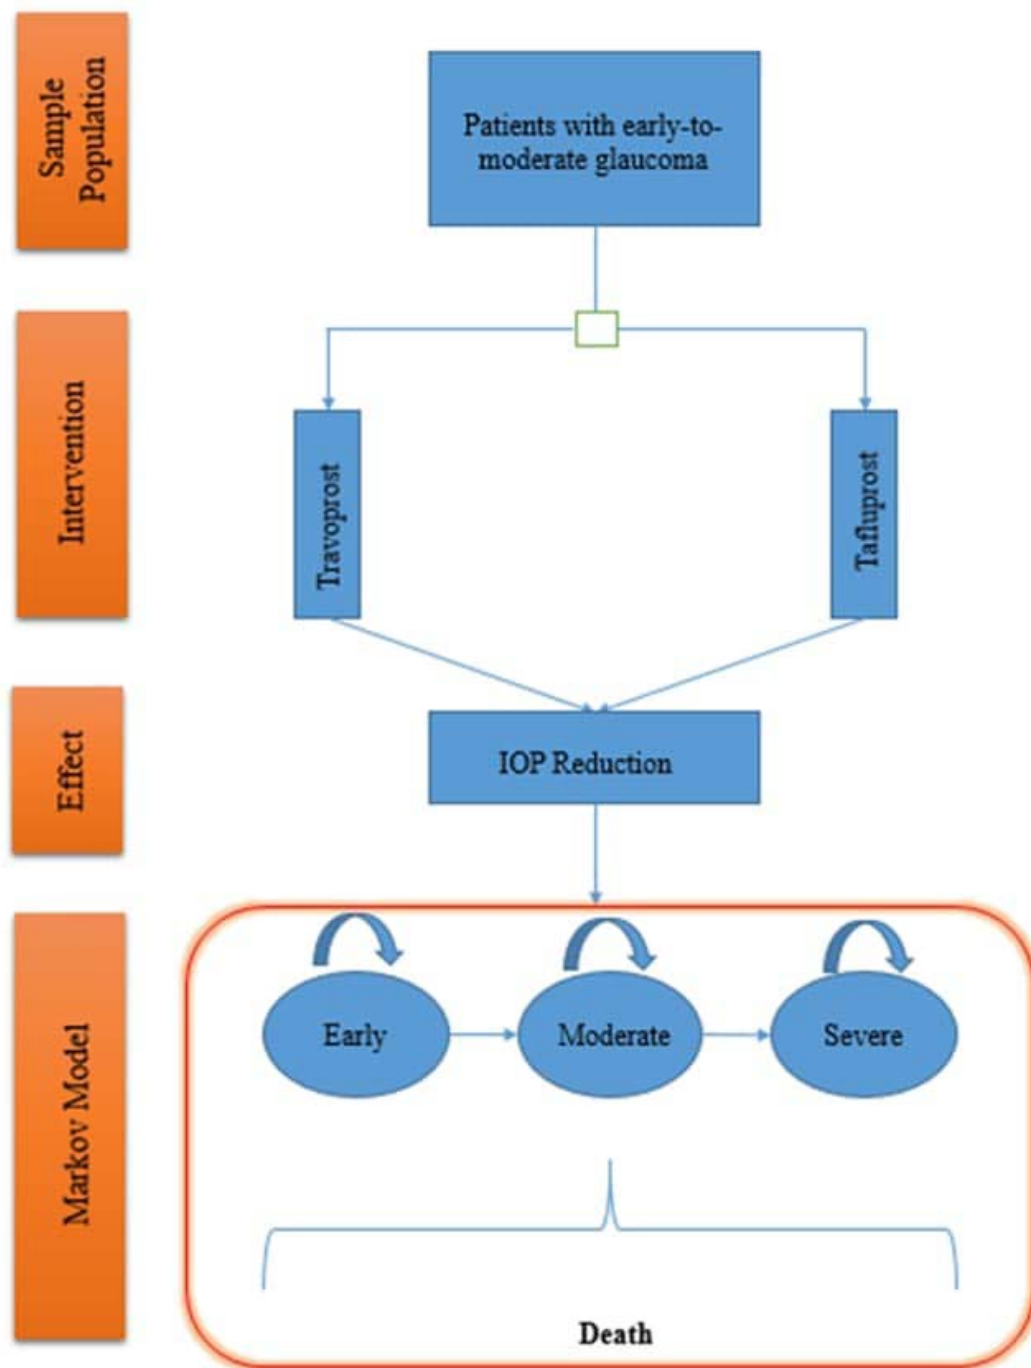 Sample
Population
Patients with early-to-
moderate glaucoma
Intervention
Travoprost
Tafluprost
Effect
IOP Reduction
Markov Model
Early
Moderate
Severe
Death